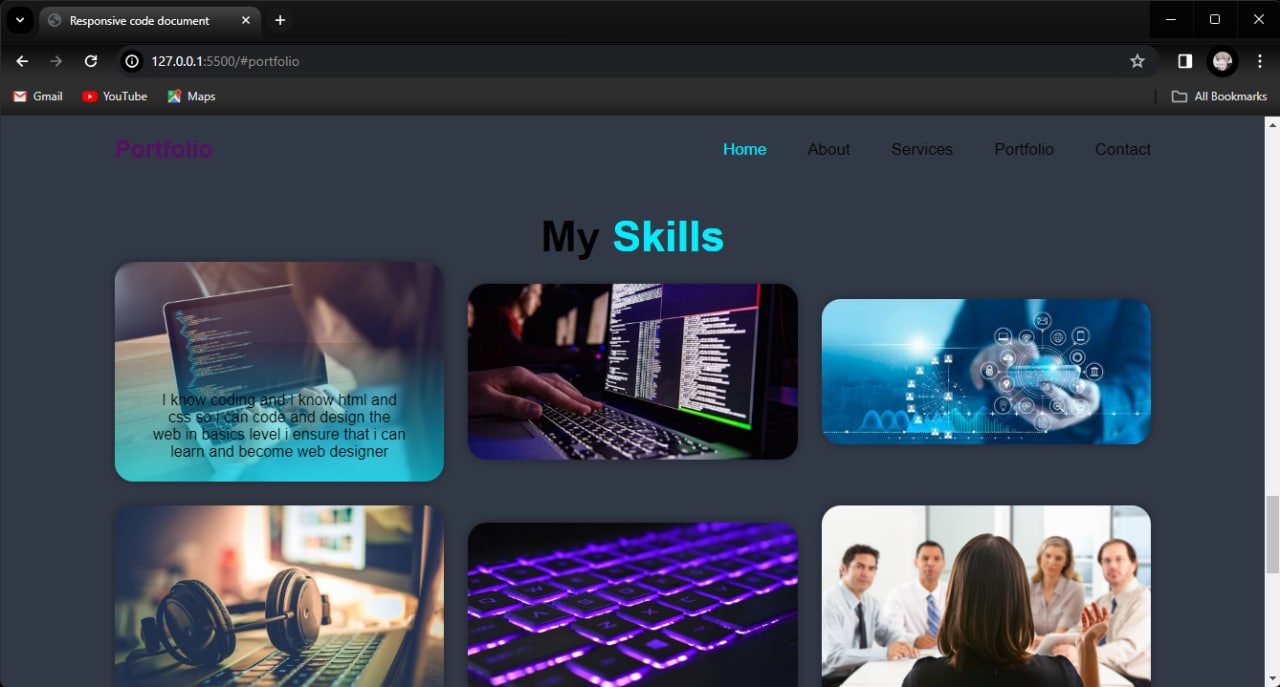 Responsive code document
127.0.0.1:5500/#portfolio
Gmail YouTube Maps All Bookmarks
Portfolio Home About Services Portfolio Contact
My Skills
I know coding and i know html and
css so i can code and design the
web in basics level i ensure that i can
learn and become web designer